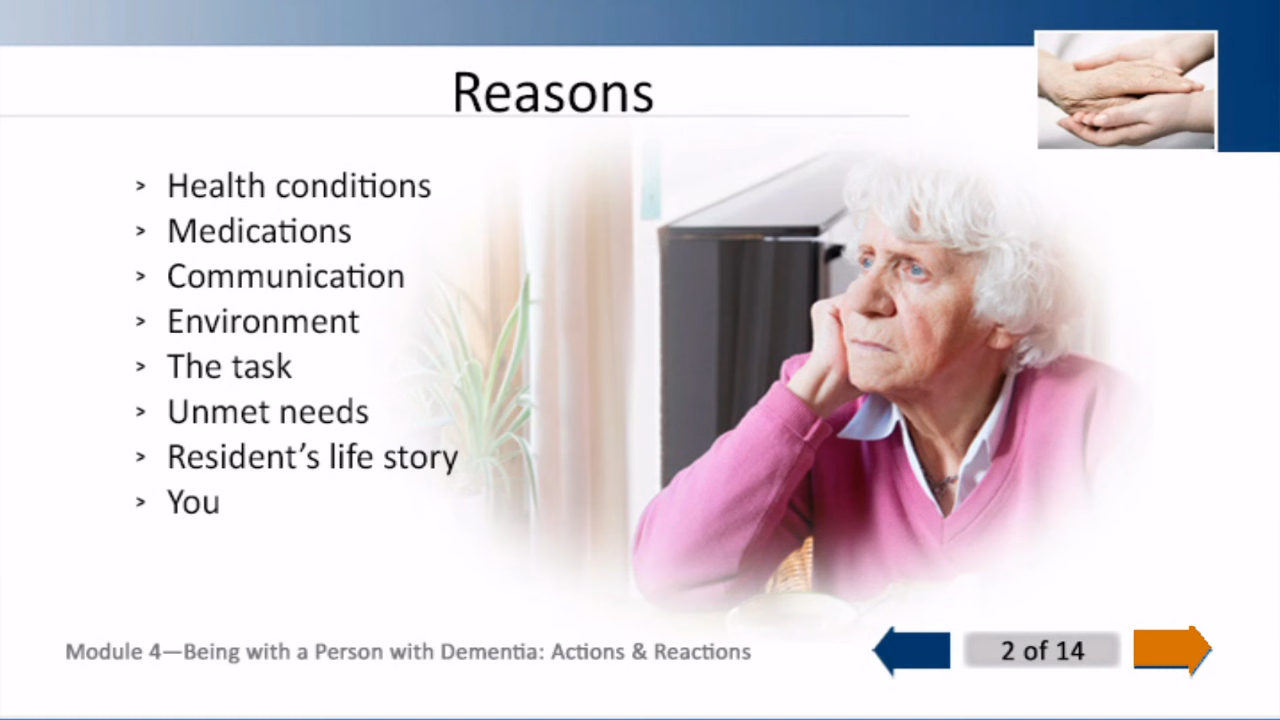 Reasons
> Health conditions
> Medications
> Communication
> Environment
> The task
> Unmet needs
> Resident’s life story
> You
Module 4—Being with a Person with Dementia: Actions & Reactions
2 of 14